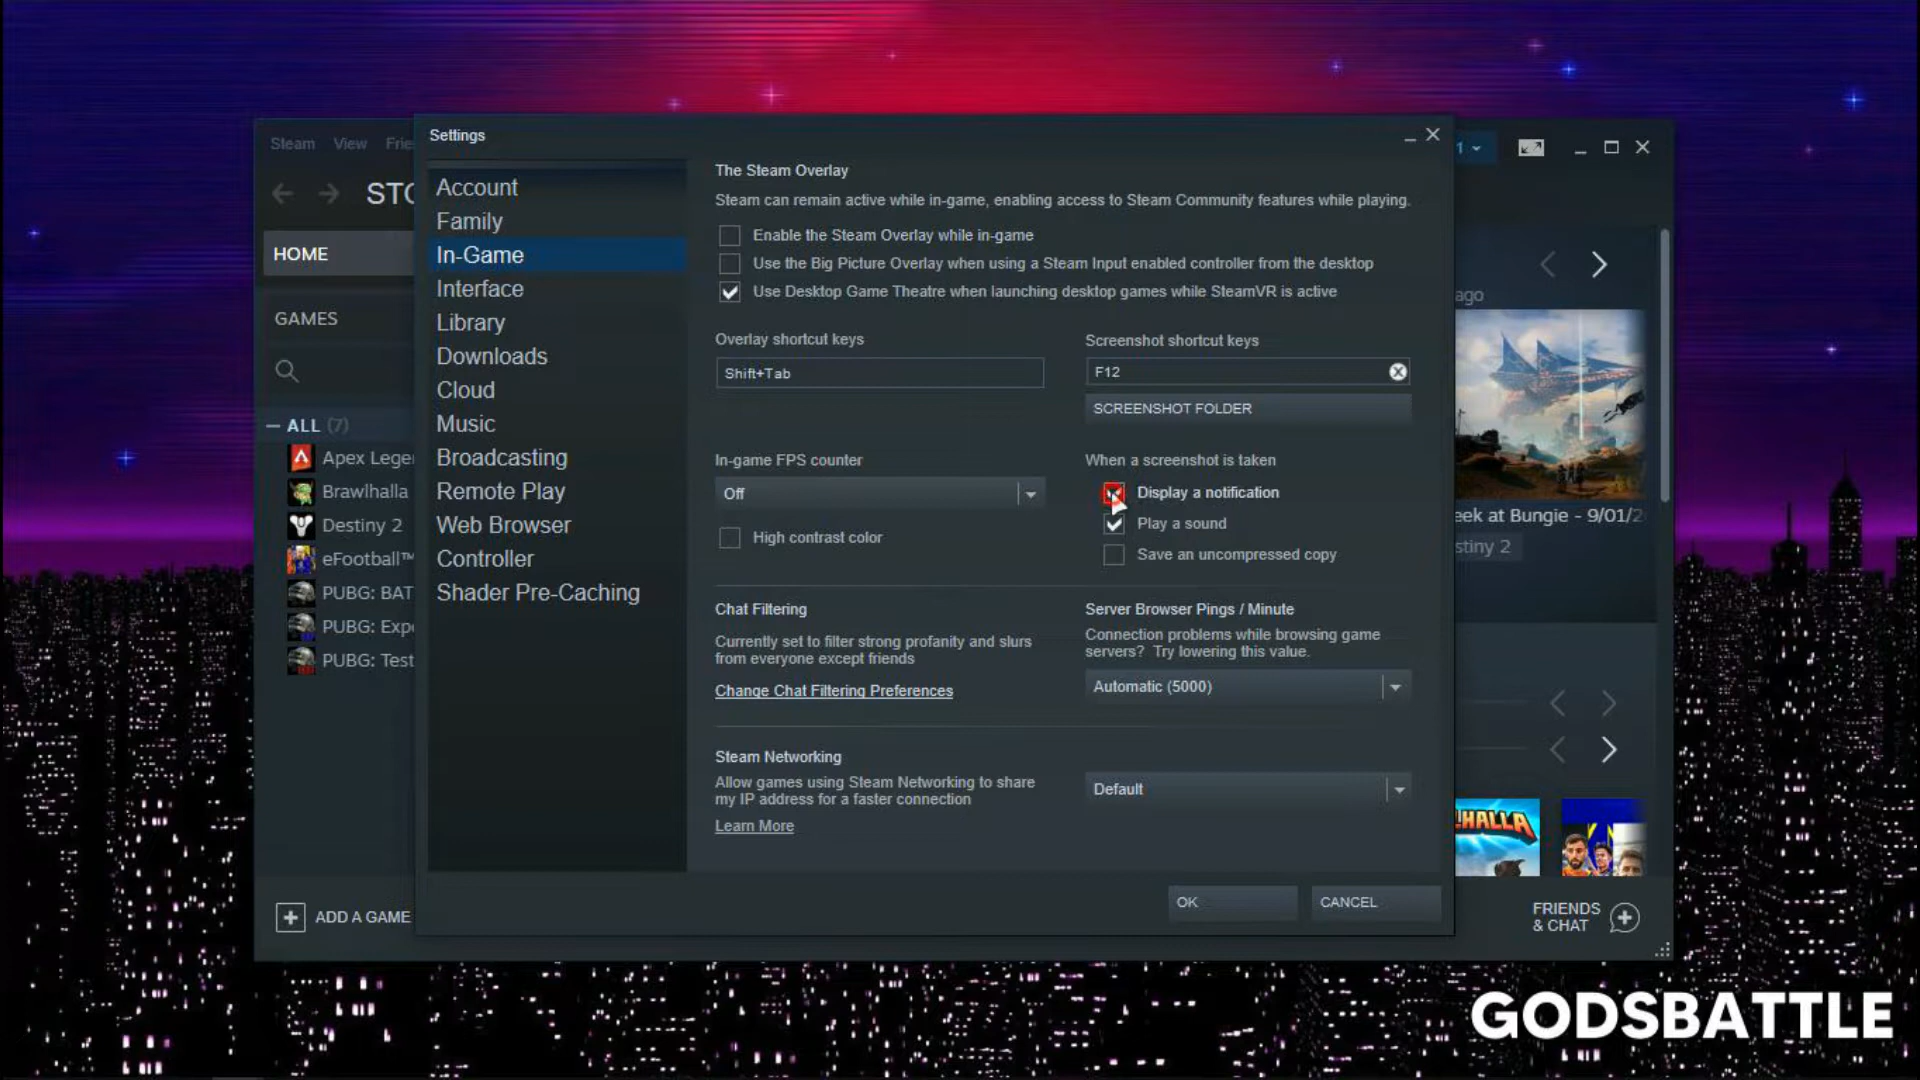 Settings
Steam View Frie
STO
HOME
GAMES
ALL (7)
Apex Lege
Brawlhalla
Destiny 2
eFootball™
PUBG: BAT
PUBG: Exp
PUBG: Test
ADD A GAME
Account
Family
In-Game
Interface
Library
Downloads
Cloud
Music
Broadcasting
Remote Play
Web Browser
Controller
Shader Pre-Caching
The Steam Overlay
Steam can remain active while in-game, enabling access to Steam Community features while playing.
Enable the Steam Overlay while in-game
Use the Big Picture Overlay when using a Steam Input enabled controller from the desktop
Use Desktop Game Theatre when launching desktop games while SteamVR is active
Overlay shortcut keys
Shift+Tab
Screenshot shortcut keys
F12
SCREENSHOT FOLDER
In-game FPS counter
Off
High contrast color
When a screenshot is taken
Display a notification
Play a sound
Save an uncompressed copy
Chat Filtering
Currently set to filter strong profanity and slurs
from everyone except friends
Change Chat Filtering Preferences
Server Browser Pings / Minute
Connection problems while browsing game
servers? Try lowering this value.
Automatic (5000)
Steam Networking
Allow games using Steam Networking to share
my IP address for a faster connection
Learn More
Default
OK
CANCEL
1
ago
eek at Bungie - 9/01/2
stiny 2
LHALLA
FRIENDS
& CHAT
GODSBATTLE